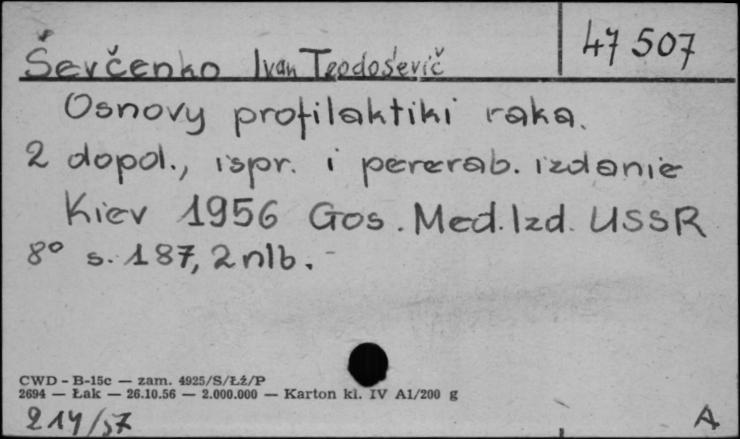 47 507
Ševčenko Ivan Teodośevič
Osnovy profilaktiki raka.
2 dopol., ispr. i pererab. izdanie
Kiev 1956 Gos. Med. Izd. USSR
8° s. 187, 2 nlb.
CWD - B-15c — zam. 4925/S/ŁŻ/P
2694 — Łak — 26.10.56 — 2.000.000 — Karton kl. IV A1/200 g
214/57
A